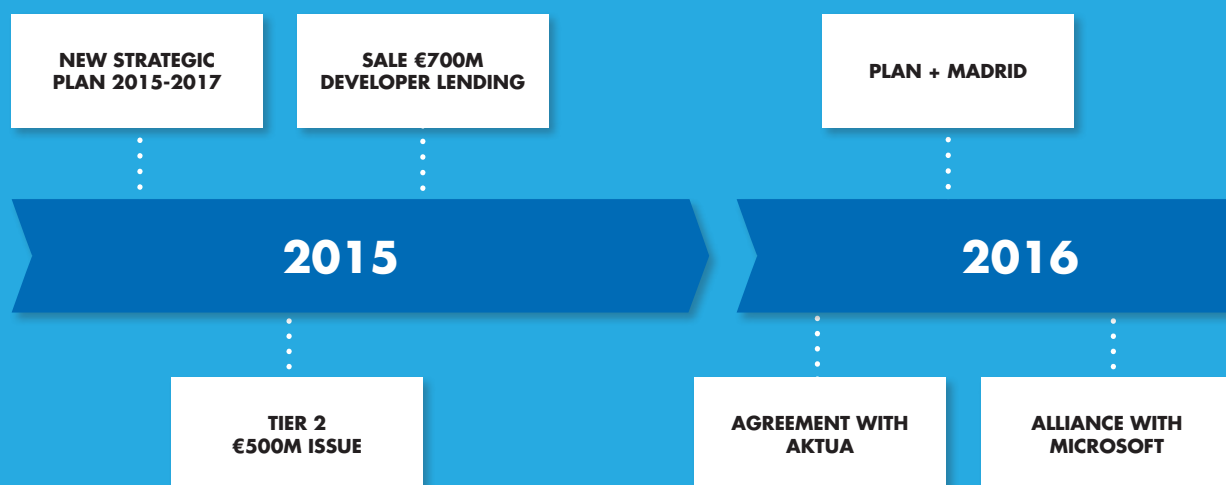 NEW STRATEGIC
PLAN 2015-2017
SALE €700M
DEVELOPER LENDING
PLAN + MADRID
2015
2016
TIER 2
€500M ISSUE
AGREEMENT WITH
AKTUA
ALLIANCE WITH
MICROSOFT